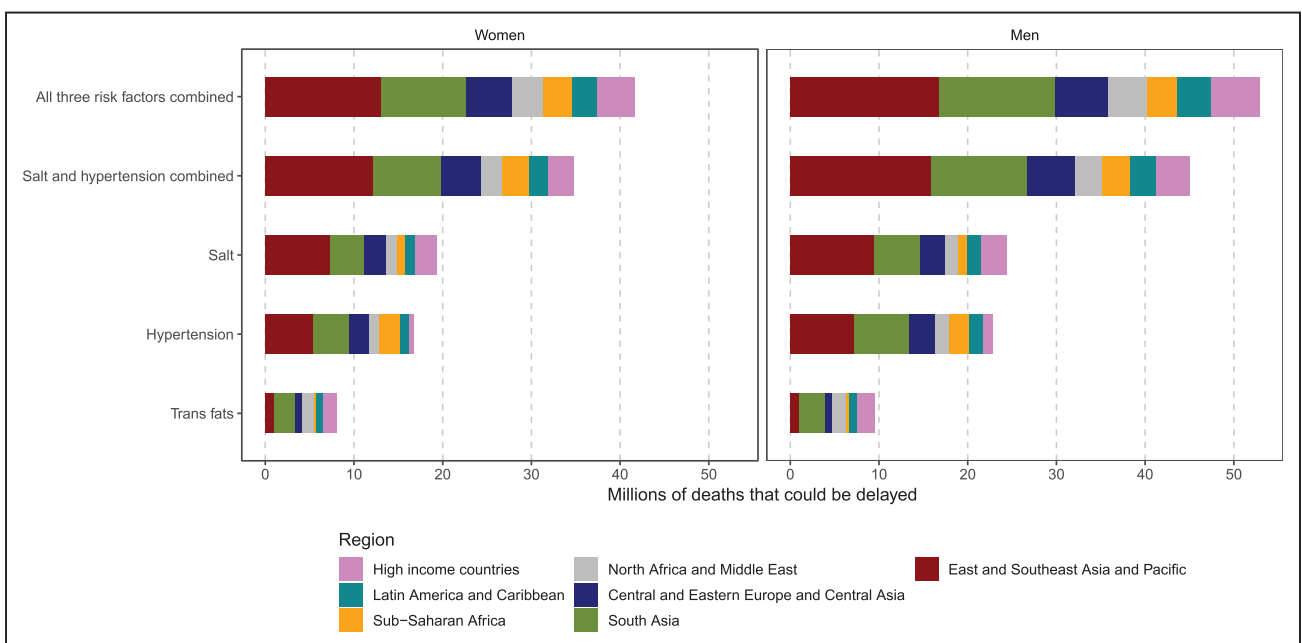 Women Men
All three risk factors combined
Salt and hypertension combined
Salt
Hypertension
Trans fats
0 10 20 30 40 50 0 10 20 30 40 50
Millions of deaths that could be delayed
Region
High income countries North Africa and Middle East East and Southeast Asia and Pacific
Latin America and Caribbean Central and Eastern Europe and Central Asia
Sub−Saharan Africa South Asia